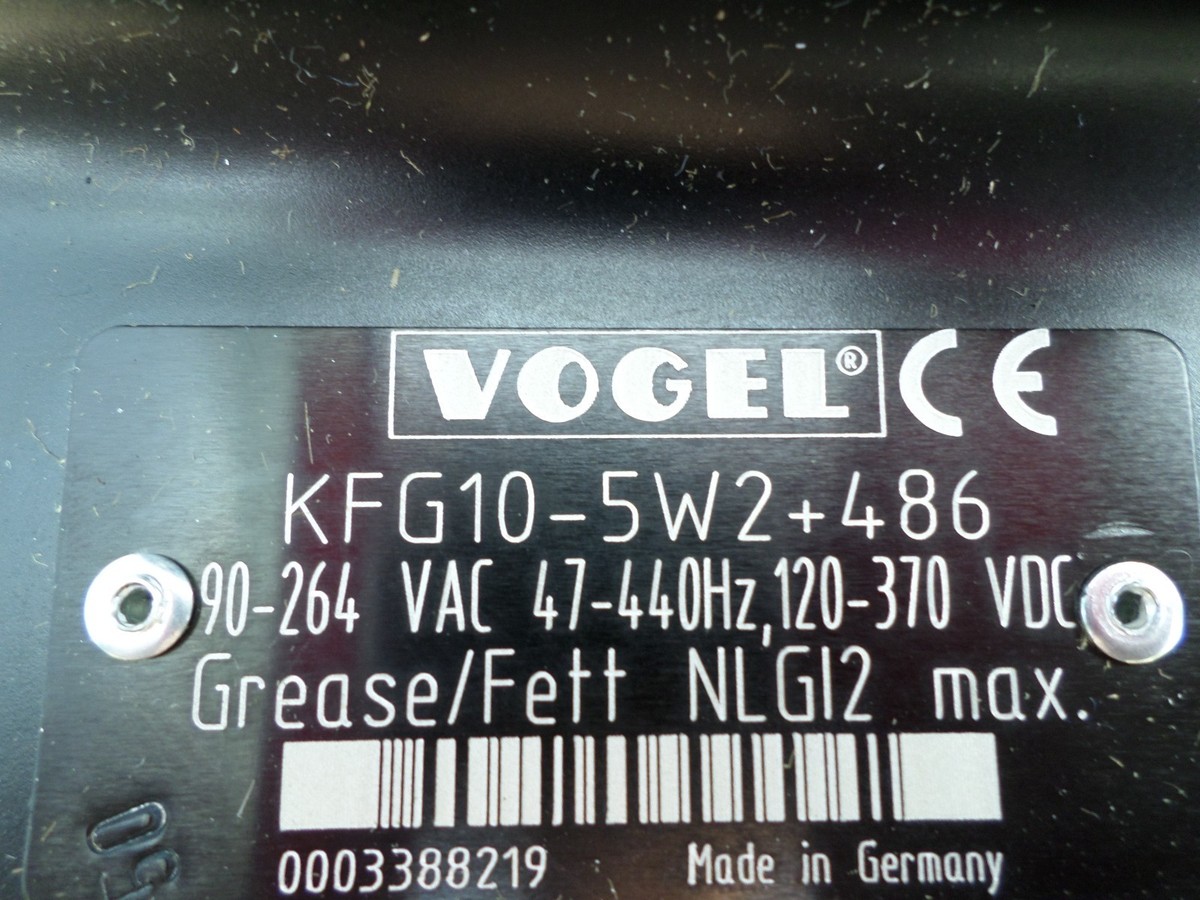 VOGEL® CE
KFG10-5W2+486
90-264 VAC 47-440Hz,120-370 VDC
Grease/Fett NLGI2 max.
0003388219 Made in Germany